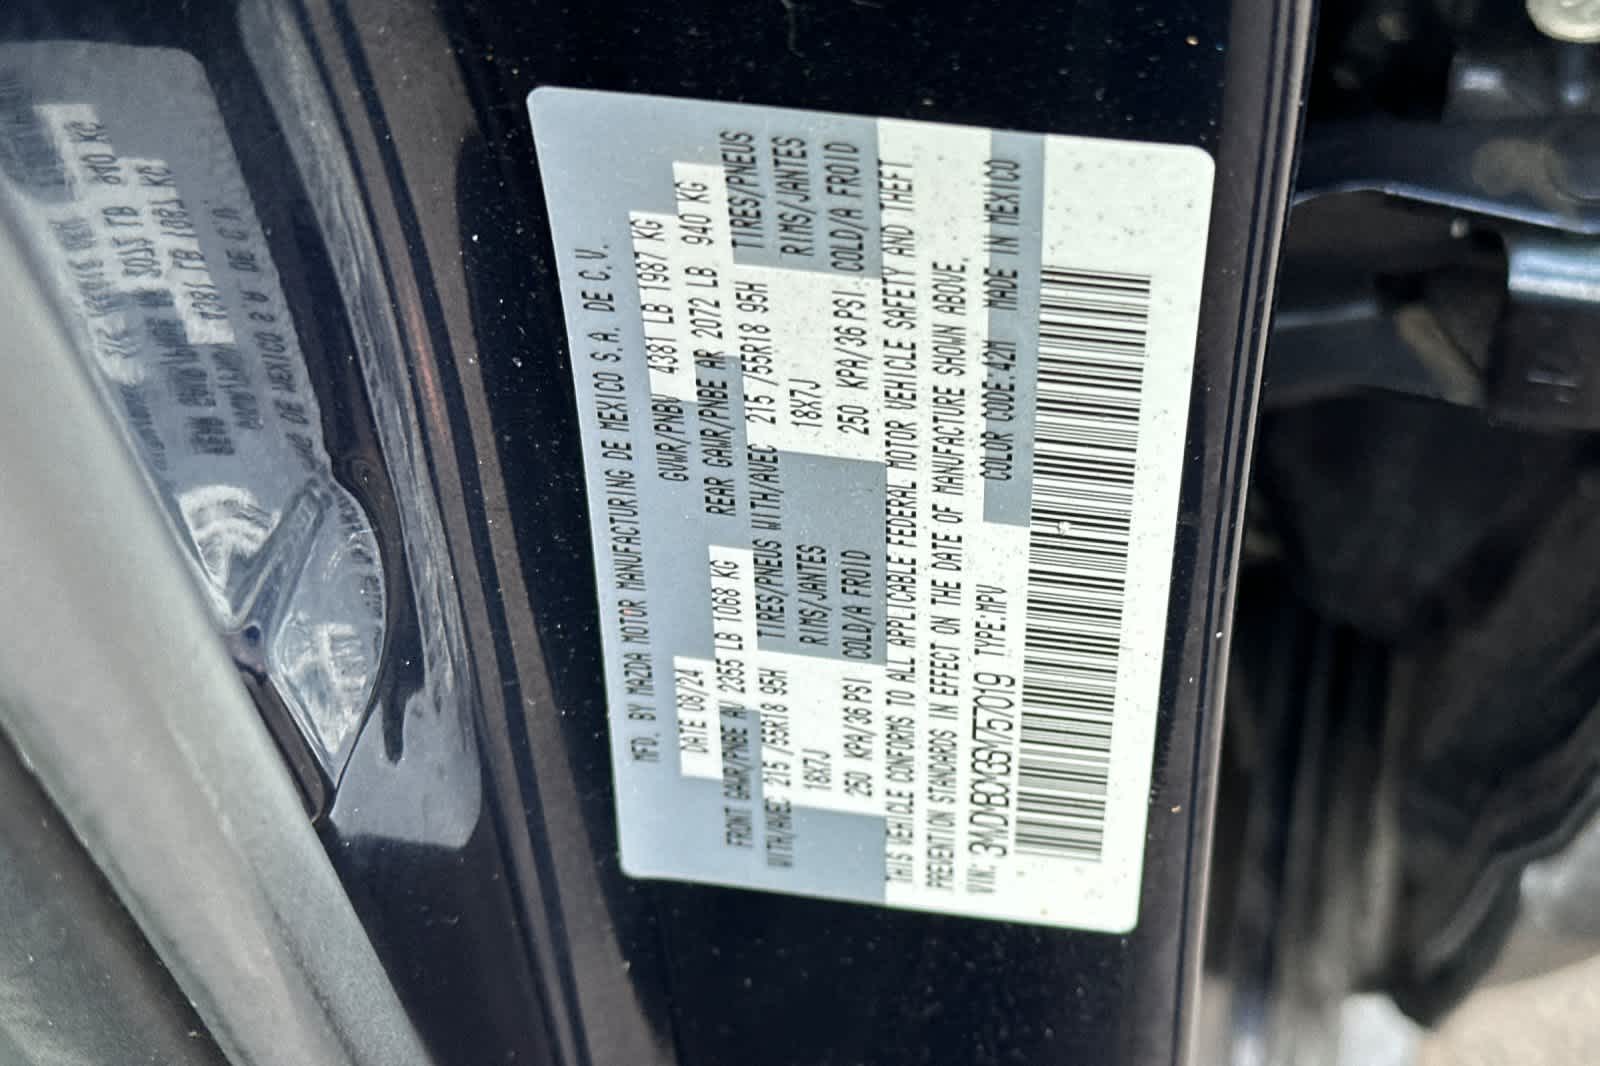 MFD. BY MAZDA MOTOR MANUFACTURING DE MEXICO S.A. DE C.V.
DATE 08/24 GVWR/PNBV 4381 LB 1987 KG
FRONT GAWR/PNBE AV 2355 LB 1068 KG REAR GAWR/PNBE AR 2072 LB 940 KG
WITH/AVEC 215 /55R18 95H TIRES/PNEUS WITH/AVEC 215 /55R18 95H TIRES/PNEUS
18X7J RIMS/JANTES 18X7J RIMS/JANTES
250 KPA/36 PSI COLD/A FROID 250 KPA/36 PSI COLD/A FROID
THIS VEHICLE CONFORMS TO ALL APPLICABLE FEDERAL MOTOR VEHICLE SAFETY AND THEFT
PREVENTION STANDARDS IN EFFECT ON THE DATE OF MANUFACTURE SHOWN ABOVE.
VIN: TYPE:MPV COLOR CODE.42M MADE IN MEXICO